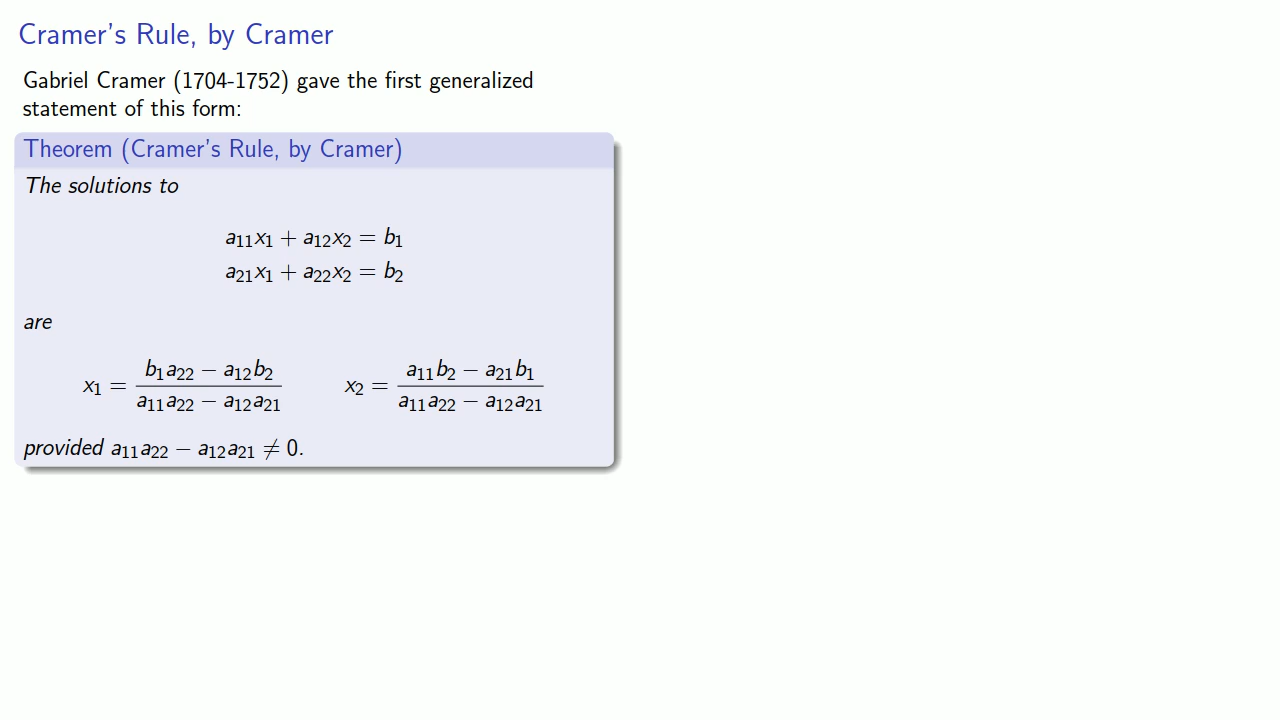 Cramer's Rule, by Cramer
Gabriel Cramer (1704-1752) gave the first generalized
statement of this form:
Theorem (Cramer's Rule, by Cramer)
The solutions to
a₁₁x₁ + a₁₂x₂ = b₁
a₂₁x₁ + a₂₂x₂ = b₂
are
x₁ = (b₁a₂₂ − a₁₂b₂)/(a₁₁a₂₂ − a₁₂a₂₁) x₂ = (a₁₁b₂ − a₂₁b₁)/(a₁₁a₂₂ − a₁₂a₂₁)
provided a₁₁a₂₂ − a₁₂a₂₁ ≠ 0.